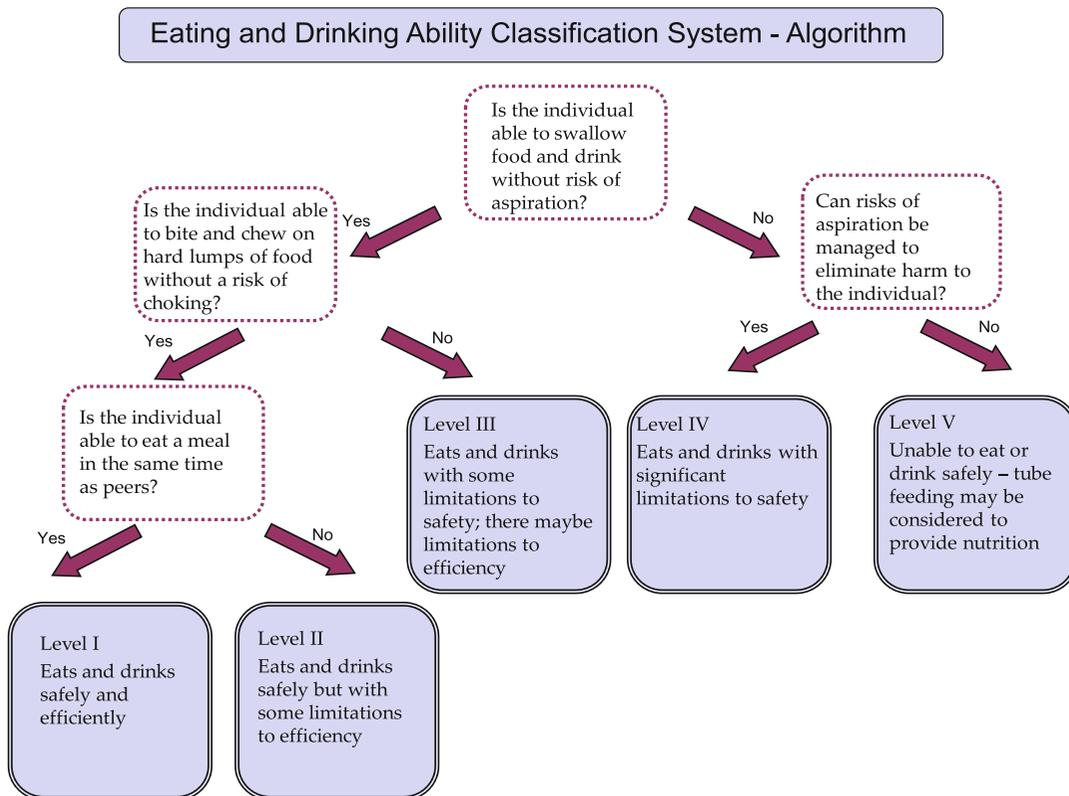 Eating and Drinking Ability Classification System - Algorithm
Is the individual
able to swallow
food and drink
without risk of
aspiration?
Yes
No
Is the individual able
to bite and chew on
hard lumps of food
without a risk of
choking?
Can risks of
aspiration be
managed to
eliminate harm to
the individual?
Yes
No
Yes
No
Is the individual
able to eat a meal
in the same time
as peers?
Level III
Eats and drinks
with some
limitations to
safety; there maybe
limitations to
efficiency
Level IV
Eats and drinks with
significant
limitations to safety
Level V
Unable to eat or
drink safely – tube
feeding may be
considered to
provide nutrition
Yes
No
Level I
Eats and drinks
safely and
efficiently
Level II
Eats and drinks
safely but with
some limitations
to efficiency